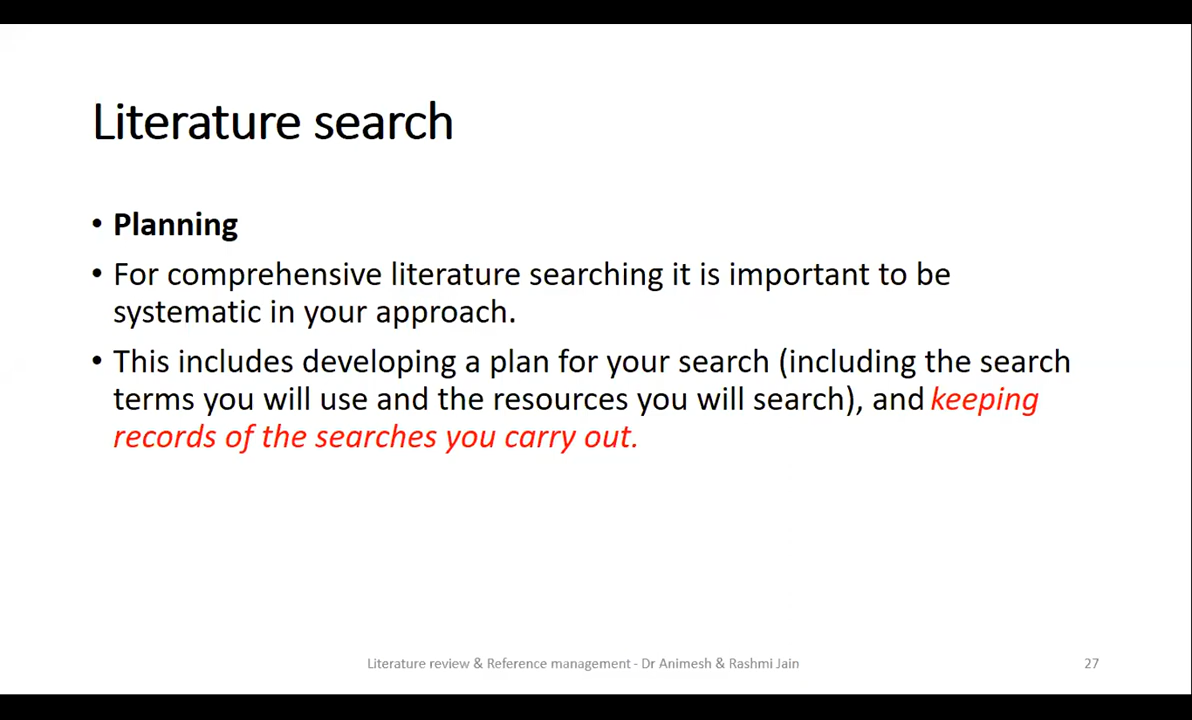 Literature search
• Planning
• For comprehensive literature searching it is important to be
systematic in your approach.
• This includes developing a plan for your search (including the search
terms you will use and the resources you will search), and keeping
records of the searches you carry out.
Literature review & Reference management - Dr Animesh & Rashmi Jain
27